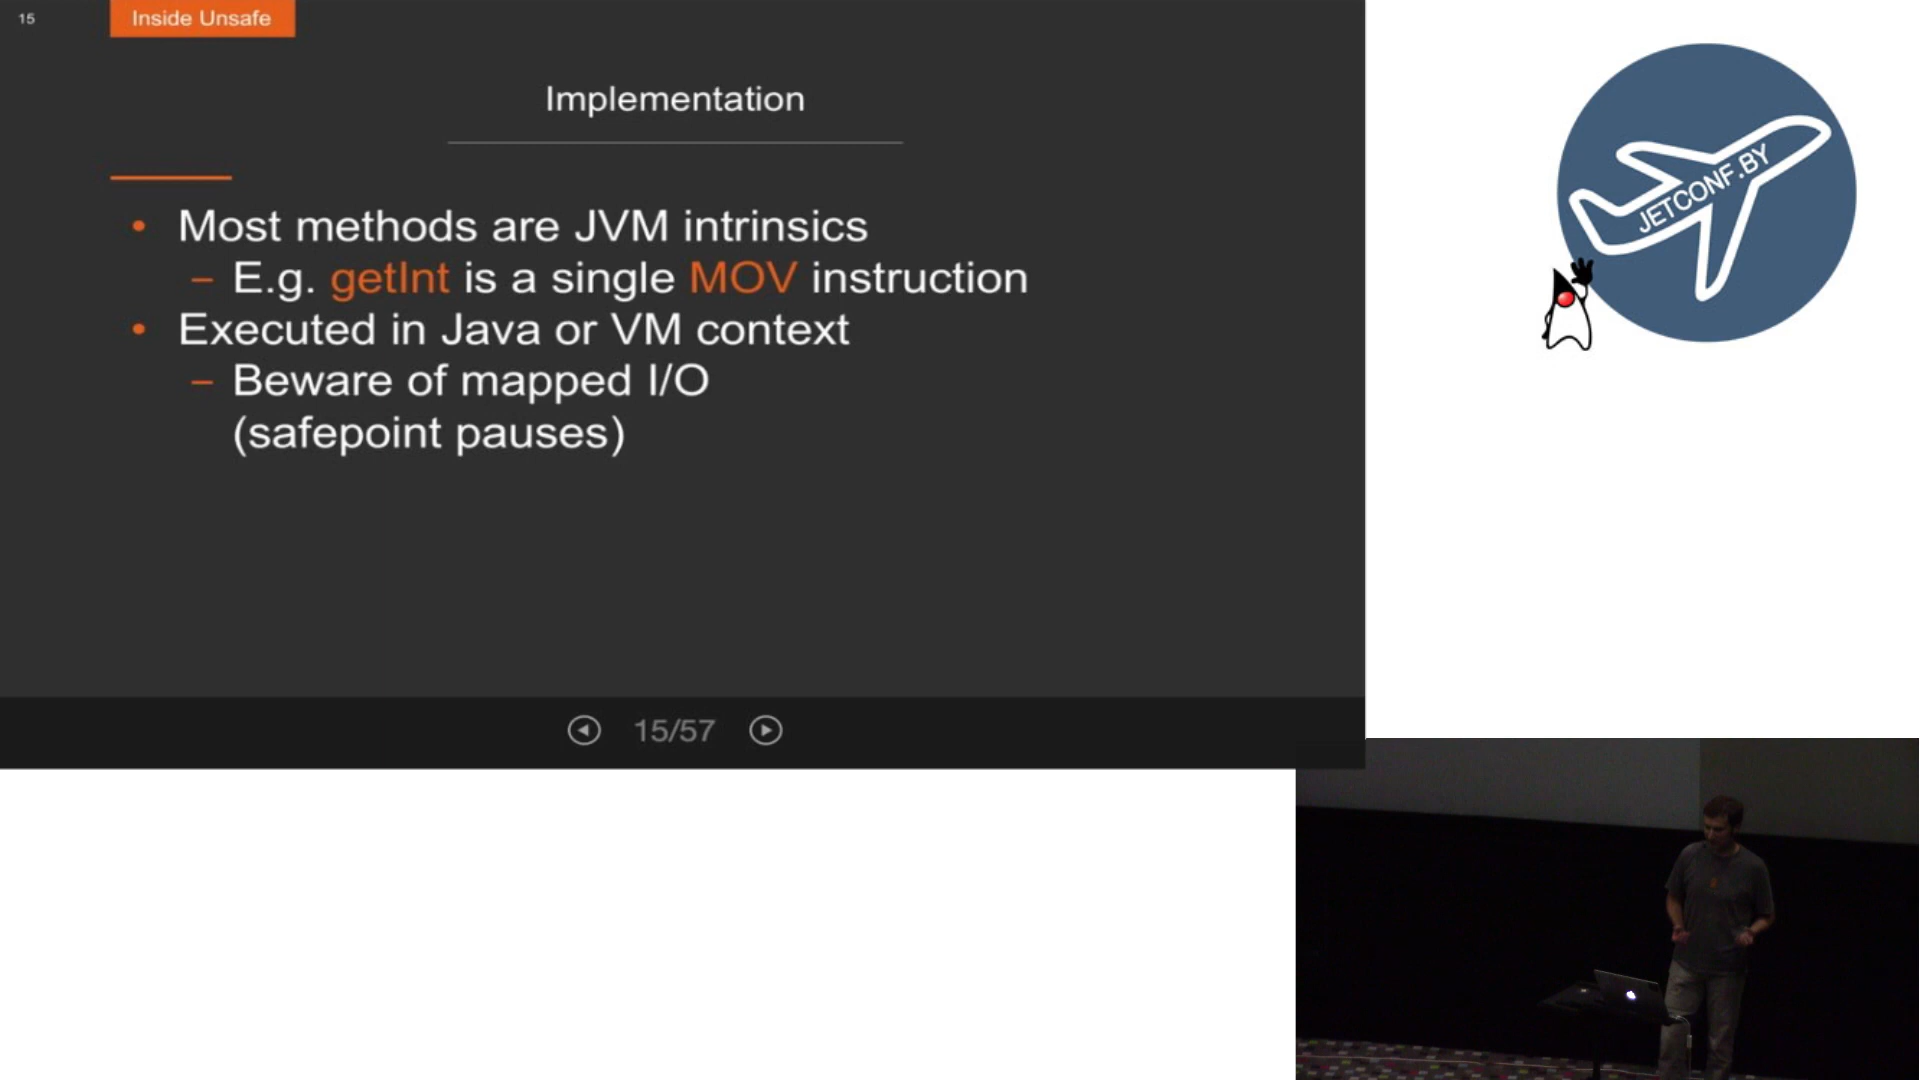 15
Inside Unsafe
Implementation
• Most methods are JVM intrinsics
– E.g. getInt is a single MOV instruction
• Executed in Java or VM context
– Beware of mapped I/O
(safepoint pauses)
15/57
JETCONF.BY